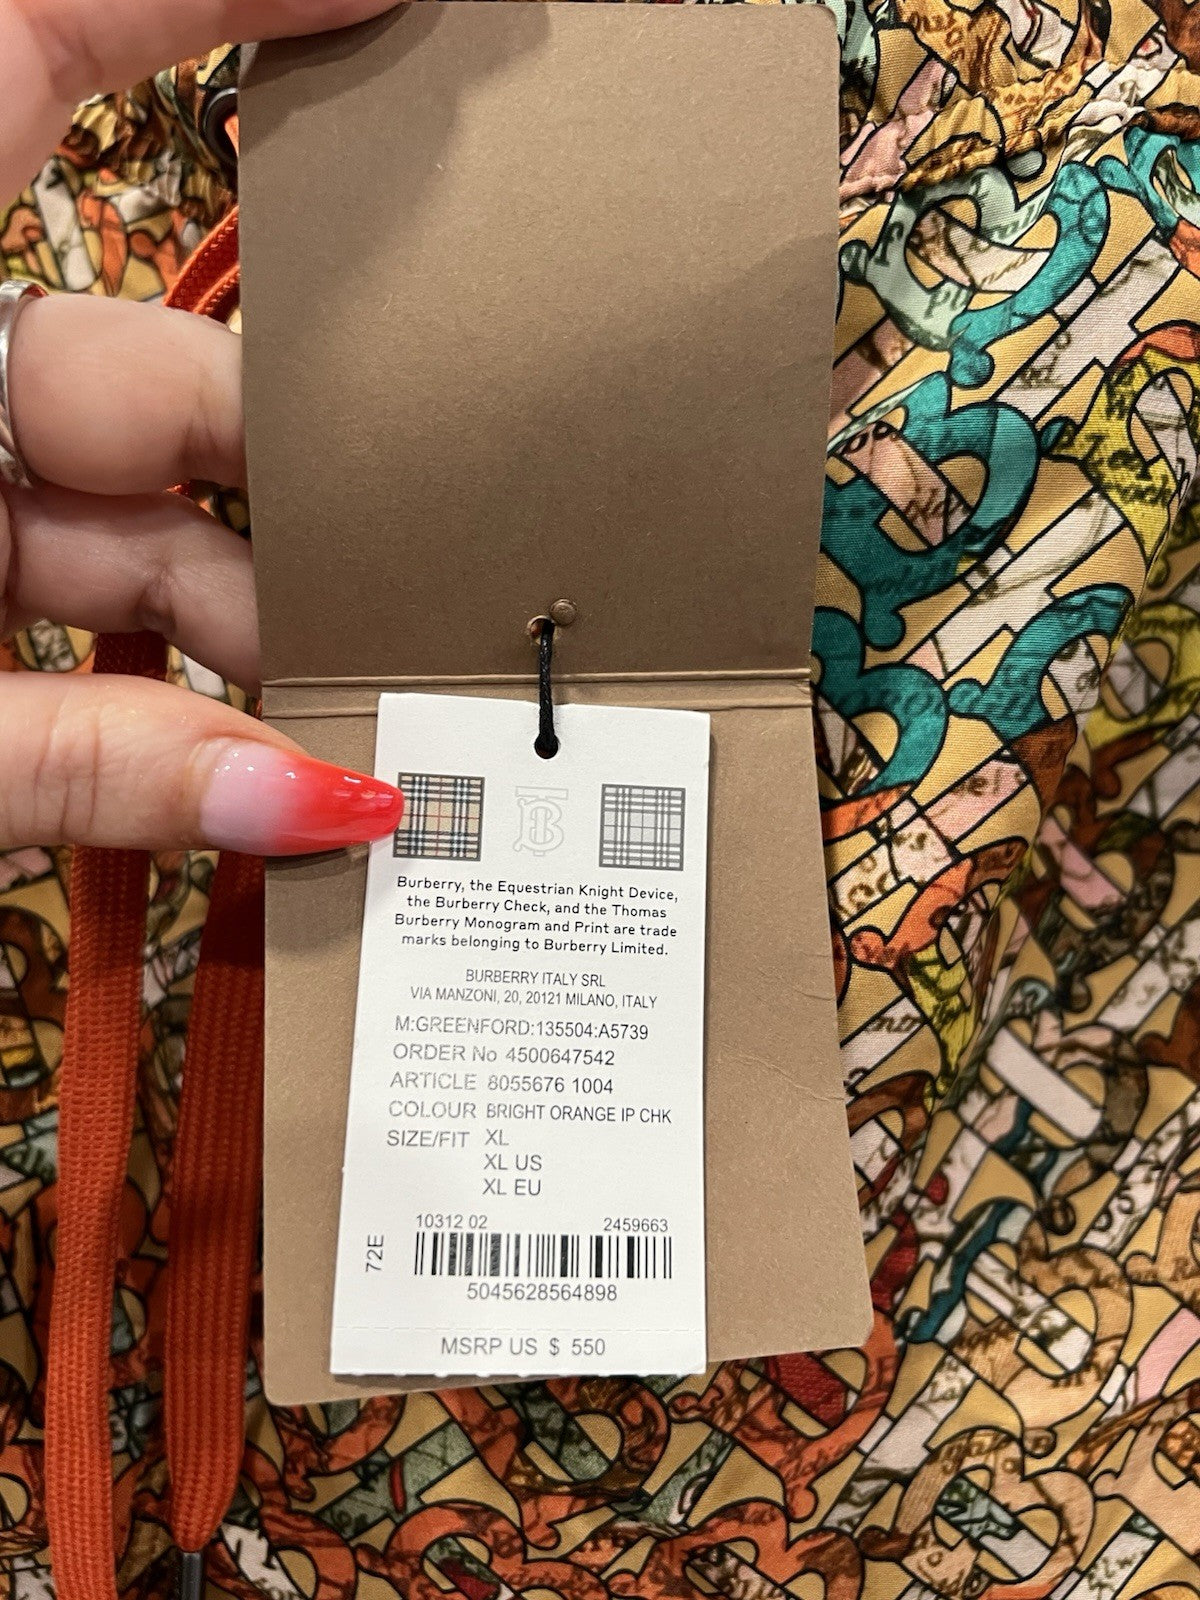 Burberry, the Equestrian Knight Device,
the Burberry Check, and the Thomas
Burberry Monogram and Print are trade
marks belonging to Burberry Limited.
BURBERRY ITALY SRL
VIA MANZONI, 20, 20121 MILANO, ITALY
M:GREENFORD:135504:A5739
ORDER No 4500647542
ARTICLE 8055676 1004
COLOUR BRIGHT ORANGE IP CHK
SIZE/FIT XL
XL US
XL EU
10312 02 2459663
72E
5045628564898
MSRP US $ 550